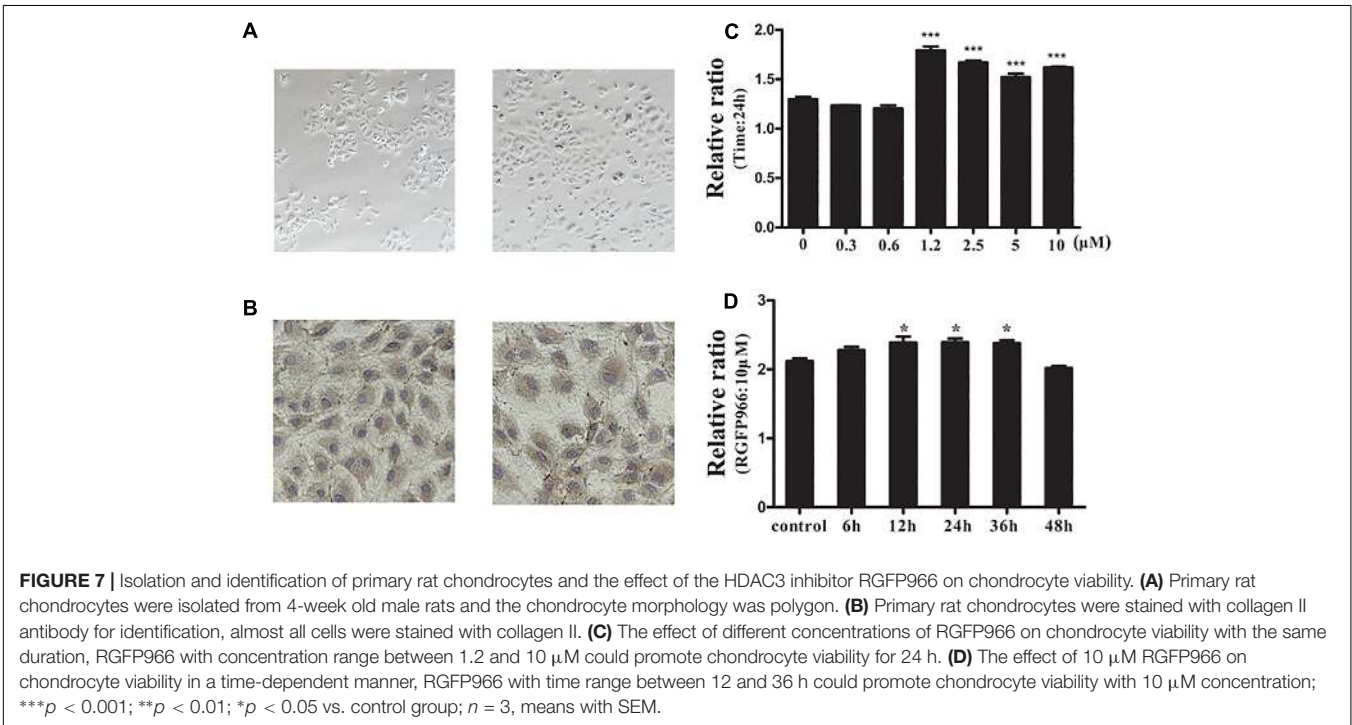 A
C
2.0
1.5
1.0
0.5
0.0
Relative ratio
(Time:24h)
***
***
***
***
0 0.3 0.6 1.2 2.5 5 10 (μM)
B
D
3
2
1
0
Relative ratio
(RGFP966:10μM)
* * *
control 6h 12h 24h 36h 48h
FIGURE 7 | Isolation and identification of primary rat chondrocytes and the effect of the HDAC3 inhibitor RGFP966 on chondrocyte viability. (A) Primary rat
chondrocytes were isolated from 4-week old male rats and the chondrocyte morphology was polygon. (B) Primary rat chondrocytes were stained with collagen II
antibody for identification, almost all cells were stained with collagen II. (C) The effect of different concentrations of RGFP966 on chondrocyte viability with the same
duration, RGFP966 with concentration range between 1.2 and 10 μM could promote chondrocyte viability for 24 h. (D) The effect of 10 μM RGFP966 on
chondrocyte viability in a time-dependent manner, RGFP966 with time range between 12 and 36 h could promote chondrocyte viability with 10 μM concentration;
***p < 0.001; **p < 0.01; *p < 0.05 vs. control group; n = 3, means with SEM.